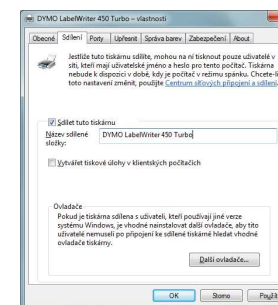 DYMO LabelWriter 450 Turbo – vlastnosti
Obecné Sdílení Porty Upřesnit Správa barev Zabezpečení About
Jestliže tuto tiskárnu sdílíte, mohou na ní tisknout pouze uživatelé v
síti, kteří mají uživatelské jméno a heslo pro tento počítač. Tiskárna
nebude k dispozici v době, kdy je počítač v režimu spánku. Chcete-li
toto nastavení změnit, použijte Centrum síťových připojení a sdílení.
Sdílet tuto tiskárnu
Název sdílené
složky:
DYMO LabelWriter 450 Turbo
Vytvářet tiskové úlohy v klientských počítačích
Ovladače
Pokud je tiskárna sdílena s uživateli, kteří používají jiné verze
systému Windows, je vhodné nainstalovat další ovladače, aby tito
uživatelé nemuseli po připojení ke sdílené tiskárně hledat vhodné
ovladače tiskárny.
Další ovladače...
OK Storno Použít